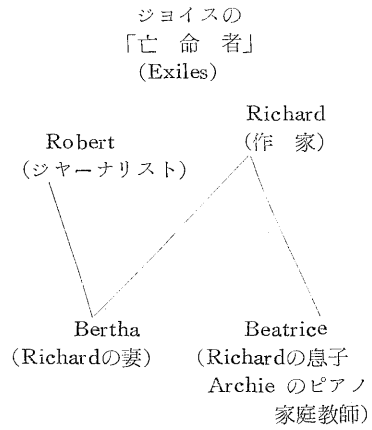 ジョイスの
「亡　命　者」
(Exiles)
Richard
(作　家)
Robert
(ジャーナリスト)
Bertha
(Richardの妻)
Beatrice
(Richardの息子
Archie のピアノ
家庭教師)